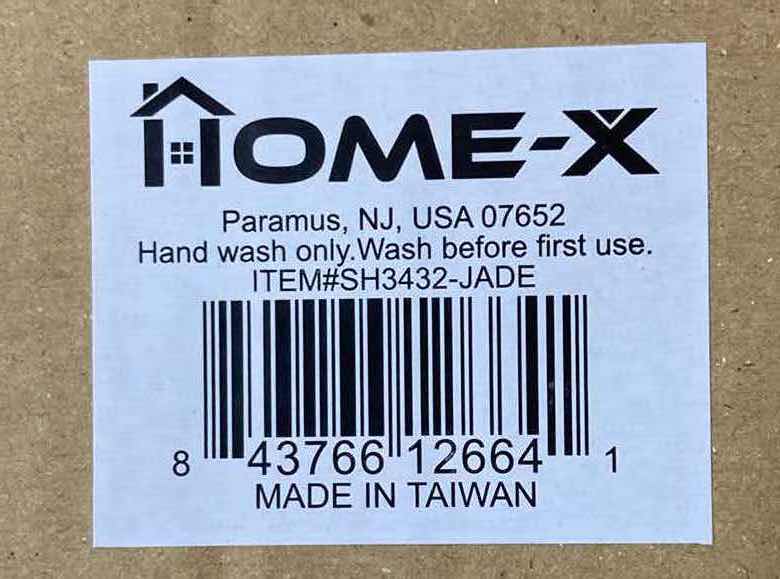 HOME-X
Paramus, NJ, USA 07652
Hand wash only.Wash before first use.
ITEM#SH3432-JADE
8 43766 12664 1
MADE IN TAIWAN